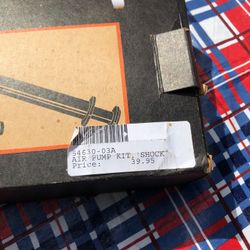 54630-03A
AIR PUMP KIT, SHOCK
Price: 39.95